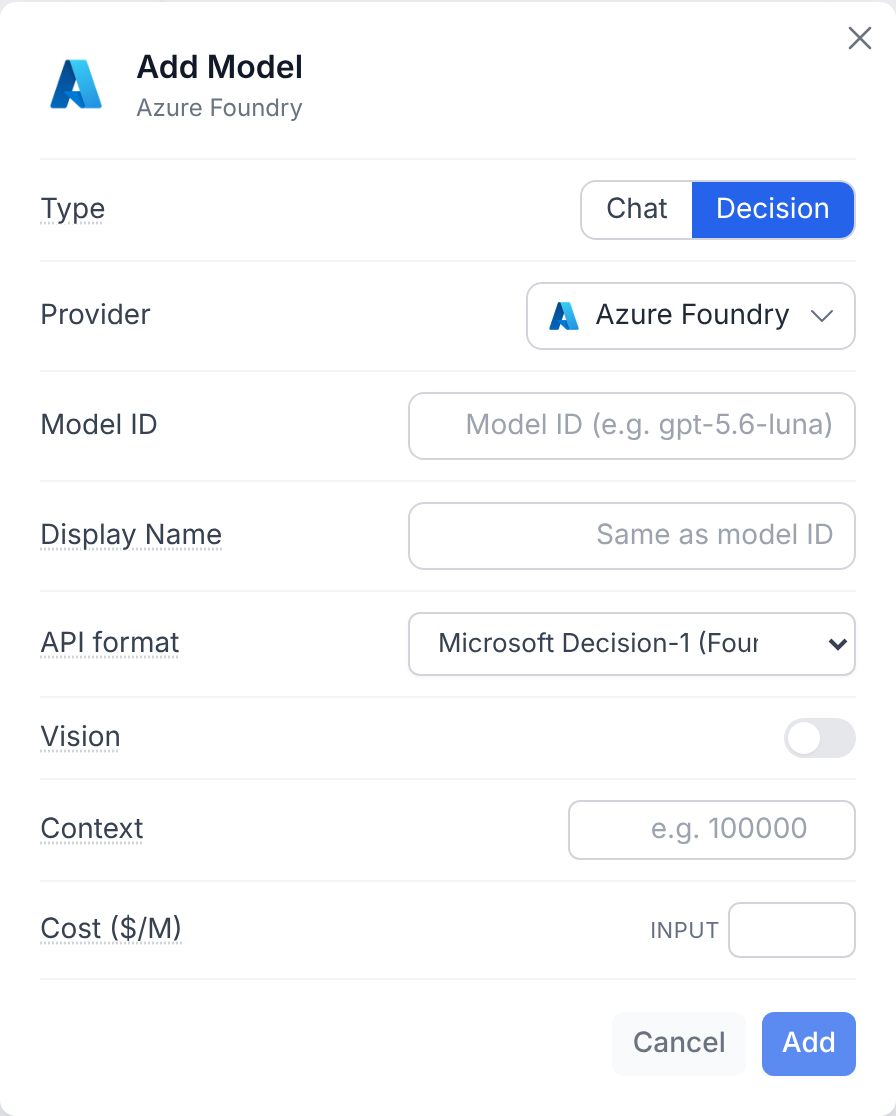 Add Model
Azure Foundry
Type
Chat
Decision
Provider
Azure Foundry
Model ID
Model ID (e.g. gpt-5.6-luna)
Display Name
Same as model ID
API format
Microsoft Decision-1 (Four
Vision
Context
e.g. 100000
Cost ($/M)
INPUT
Cancel
Add